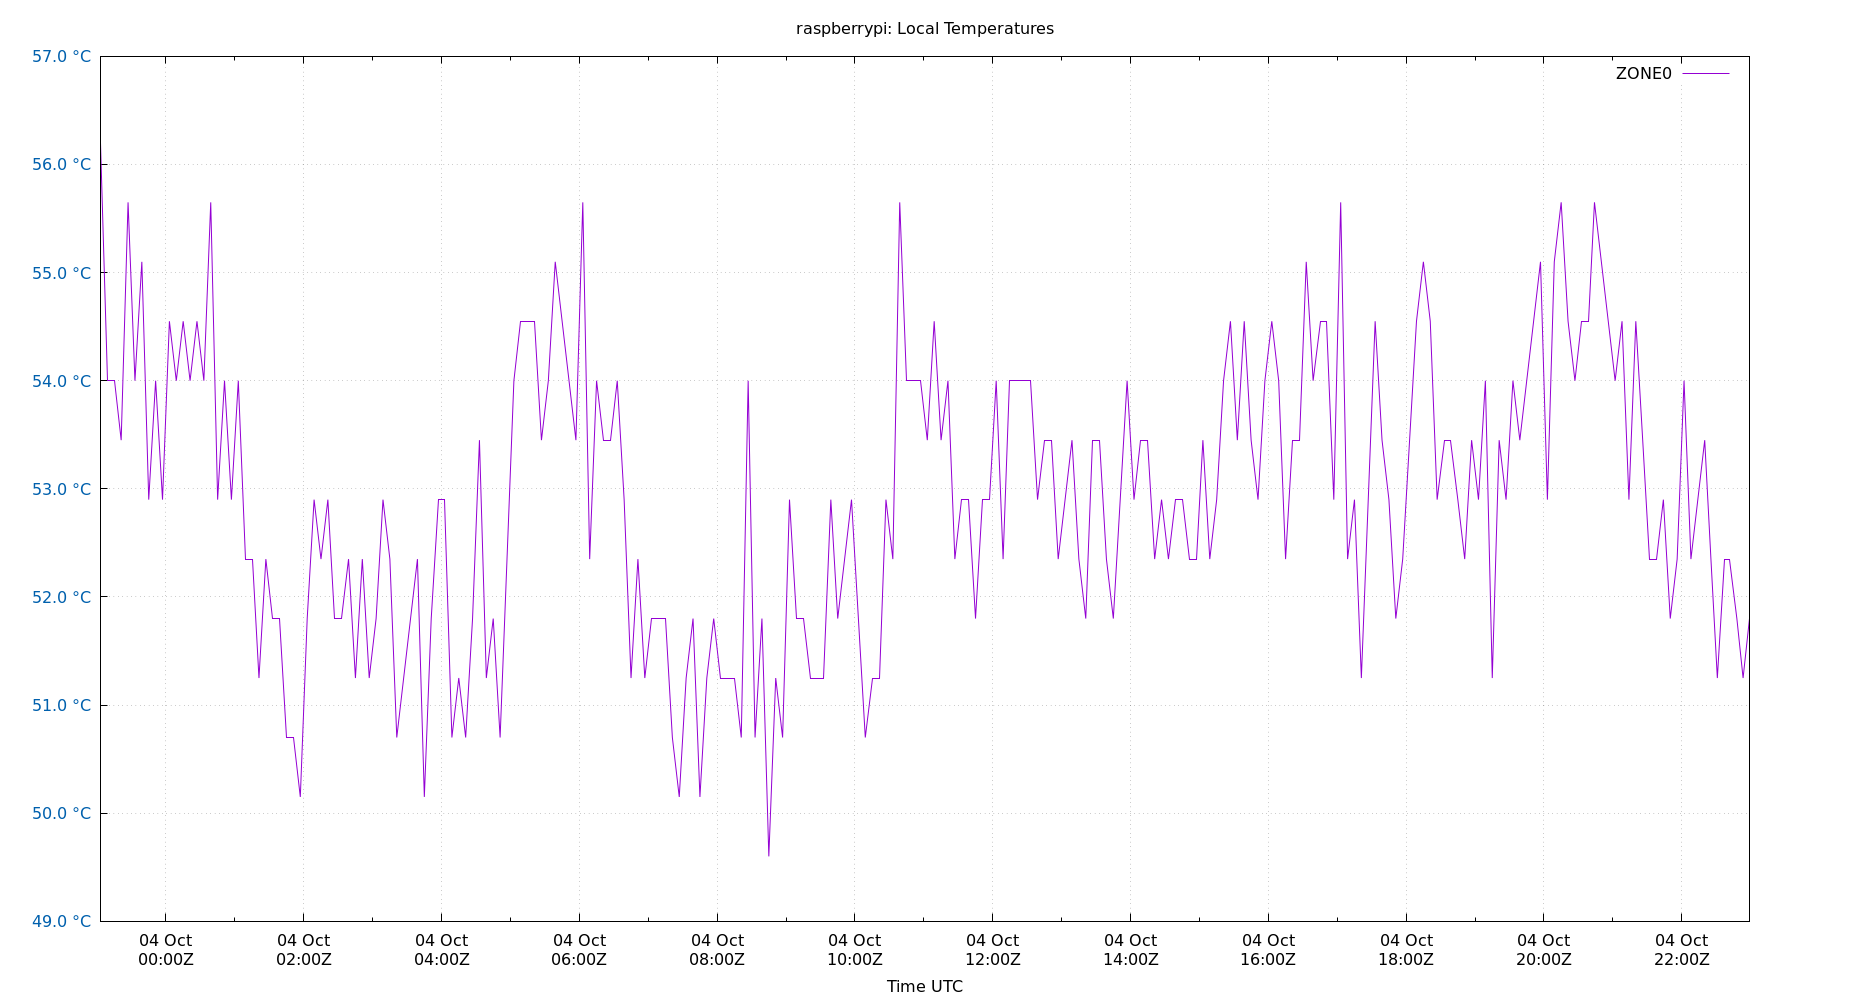 raspberrypi: Local Temperatures
57.0 °C
ZONE0
56.0 °C
55.0 °C
54.0 °C
53.0 °C
52.0 °C
51.0 °C
50.0 °C
49.0 °C
04 Oct 04 Oct 04 Oct 04 Oct 04 Oct 04 Oct 04 Oct 04 Oct 04 Oct 04 Oct 04 Oct 04 Oct
00:00Z 02:00Z 04:00Z 06:00Z 08:00Z 10:00Z 12:00Z 14:00Z 16:00Z 18:00Z 20:00Z 22:00Z
Time UTC